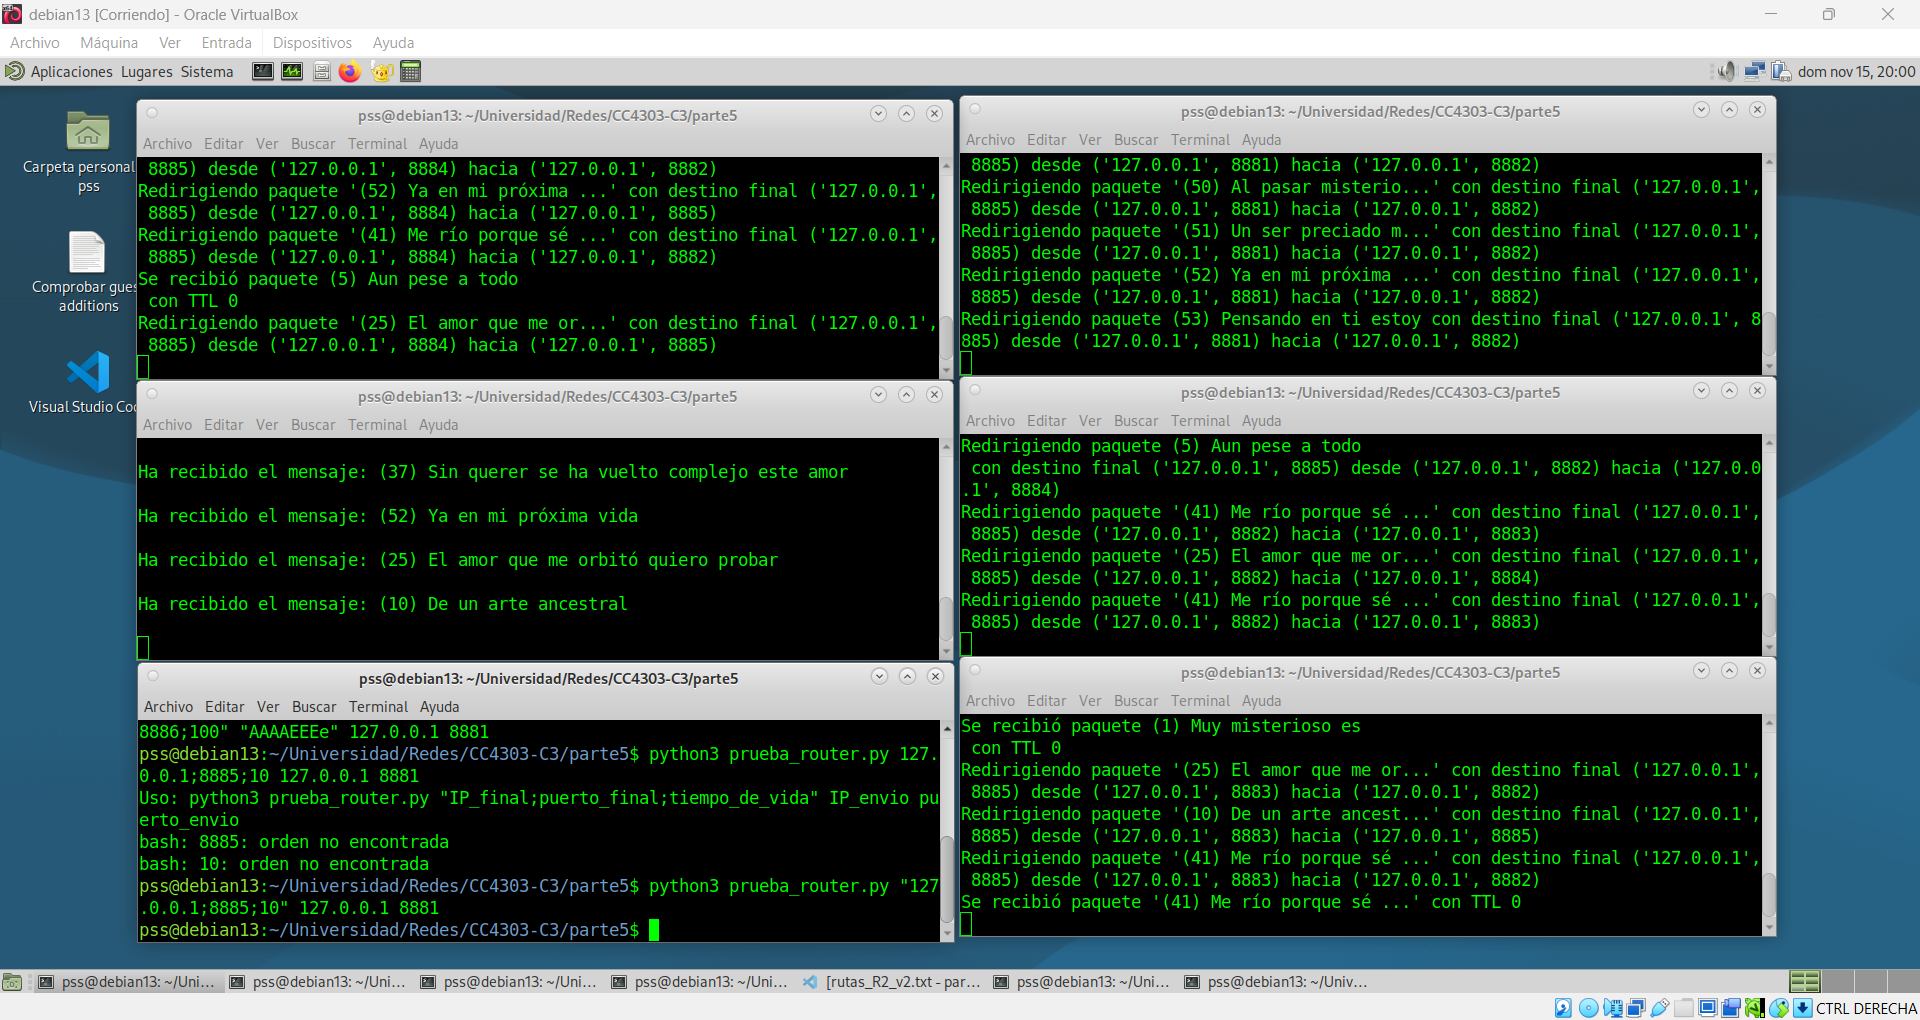 debian13 [Corriendo] - Oracle VirtualBox
Archivo Máquina Ver Entrada Dispositivos Ayuda
Aplicaciones Lugares Sistema dom nov 15, 20:00
Carpeta personal
pss
Comprobar gues
additions
Visual Studio Co
pss@debian13: ~/Universidad/Redes/CC4303-C3/parte5
Archivo Editar Ver Buscar Terminal Ayuda
8885) desde ('127.0.0.1', 8884) hacia ('127.0.0.1', 8882)
Redirigiendo paquete '(52) Ya en mi próxima ...' con destino final ('127.0.0.1',
8885) desde ('127.0.0.1', 8884) hacia ('127.0.0.1', 8885)
Redirigiendo paquete '(41) Me río porque sé ...' con destino final ('127.0.0.1',
8885) desde ('127.0.0.1', 8884) hacia ('127.0.0.1', 8882)
Se recibió paquete (5) Aun pese a todo
con TTL 0
Redirigiendo paquete '(25) El amor que me or...' con destino final ('127.0.0.1',
8885) desde ('127.0.0.1', 8884) hacia ('127.0.0.1', 8885)
pss@debian13: ~/Universidad/Redes/CC4303-C3/parte5
Archivo Editar Ver Buscar Terminal Ayuda
8885) desde ('127.0.0.1', 8881) hacia ('127.0.0.1', 8882)
Redirigiendo paquete '(50) Al pasar misterio...' con destino final ('127.0.0.1',
8885) desde ('127.0.0.1', 8881) hacia ('127.0.0.1', 8882)
Redirigiendo paquete '(51) Un ser preciado m...' con destino final ('127.0.0.1',
8885) desde ('127.0.0.1', 8881) hacia ('127.0.0.1', 8882)
Redirigiendo paquete '(52) Ya en mi próxima ...' con destino final ('127.0.0.1',
8885) desde ('127.0.0.1', 8881) hacia ('127.0.0.1', 8882)
Redirigiendo paquete (53) Pensando en ti estoy con destino final ('127.0.0.1', 8
885) desde ('127.0.0.1', 8881) hacia ('127.0.0.1', 8882)
pss@debian13: ~/Universidad/Redes/CC4303-C3/parte5
Archivo Editar Ver Buscar Terminal Ayuda
Ha recibido el mensaje: (37) Sin querer se ha vuelto complejo este amor
Ha recibido el mensaje: (52) Ya en mi próxima vida
Ha recibido el mensaje: (25) El amor que me orbitó quiero probar
Ha recibido el mensaje: (10) De un arte ancestral
pss@debian13: ~/Universidad/Redes/CC4303-C3/parte5
Archivo Editar Ver Buscar Terminal Ayuda
Redirigiendo paquete (5) Aun pese a todo
con destino final ('127.0.0.1', 8885) desde ('127.0.0.1', 8882) hacia ('127.0.0
.1', 8884)
Redirigiendo paquete '(41) Me río porque sé ...' con destino final ('127.0.0.1',
8885) desde ('127.0.0.1', 8882) hacia ('127.0.0.1', 8883)
Redirigiendo paquete '(25) El amor que me or...' con destino final ('127.0.0.1',
8885) desde ('127.0.0.1', 8882) hacia ('127.0.0.1', 8884)
Redirigiendo paquete '(41) Me río porque sé ...' con destino final ('127.0.0.1',
8885) desde ('127.0.0.1', 8882) hacia ('127.0.0.1', 8883)
pss@debian13: ~/Universidad/Redes/CC4303-C3/parte5
Archivo Editar Ver Buscar Terminal Ayuda
8886;100" "AAAAEEEe" 127.0.0.1 8881
pss@debian13:~/Universidad/Redes/CC4303-C3/parte5$ python3 prueba_router.py 127.
0.0.1;8885;10 127.0.0.1 8881
Uso: python3 prueba_router.py "IP_final;puerto_final;tiempo_de_vida" IP_envio pu
erto_envio
bash: 8885: orden no encontrada
bash: 10: orden no encontrada
pss@debian13:~/Universidad/Redes/CC4303-C3/parte5$ python3 prueba_router.py "127
.0.0.1;8885;10" 127.0.0.1 8881
pss@debian13:~/Universidad/Redes/CC4303-C3/parte5$
pss@debian13: ~/Universidad/Redes/CC4303-C3/parte5
Archivo Editar Ver Buscar Terminal Ayuda
Se recibió paquete (1) Muy misterioso es
con TTL 0
Redirigiendo paquete '(25) El amor que me or...' con destino final ('127.0.0.1',
8885) desde ('127.0.0.1', 8883) hacia ('127.0.0.1', 8882)
Redirigiendo paquete '(10) De un arte ancest...' con destino final ('127.0.0.1',
8885) desde ('127.0.0.1', 8883) hacia ('127.0.0.1', 8885)
Redirigiendo paquete '(41) Me río porque sé ...' con destino final ('127.0.0.1',
8885) desde ('127.0.0.1', 8883) hacia ('127.0.0.1', 8882)
Se recibió paquete '(41) Me río porque sé ...' con TTL 0
pss@debian13: ~/Uni... pss@debian13: ~/Uni... pss@debian13: ~/Uni... pss@debian13: ~/Uni... [rutas_R2_v2.txt - par... pss@debian13: ~/Uni... pss@debian13: ~/Univ...
CTRL DERECHA